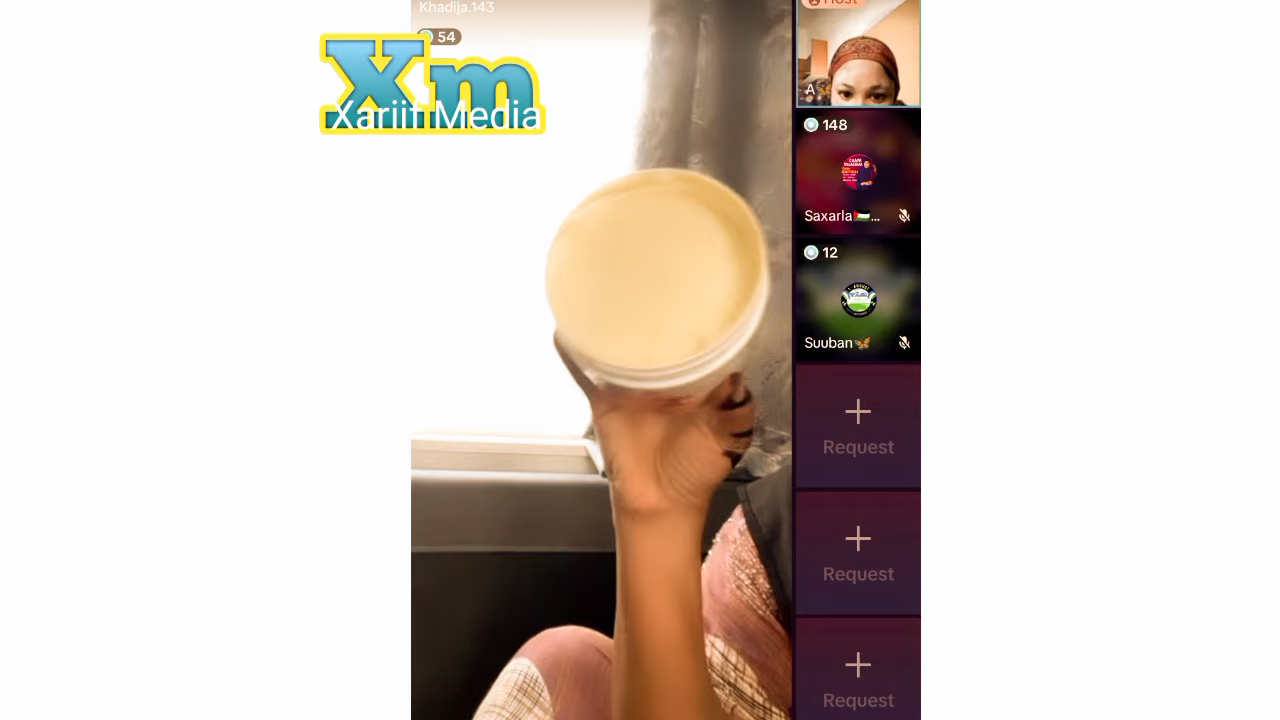 Khadija.143
54
Xm
Xariif Media
Host
A
148
Saxarla🇵🇸...
12
Suuban🦋
Request
Request
Request